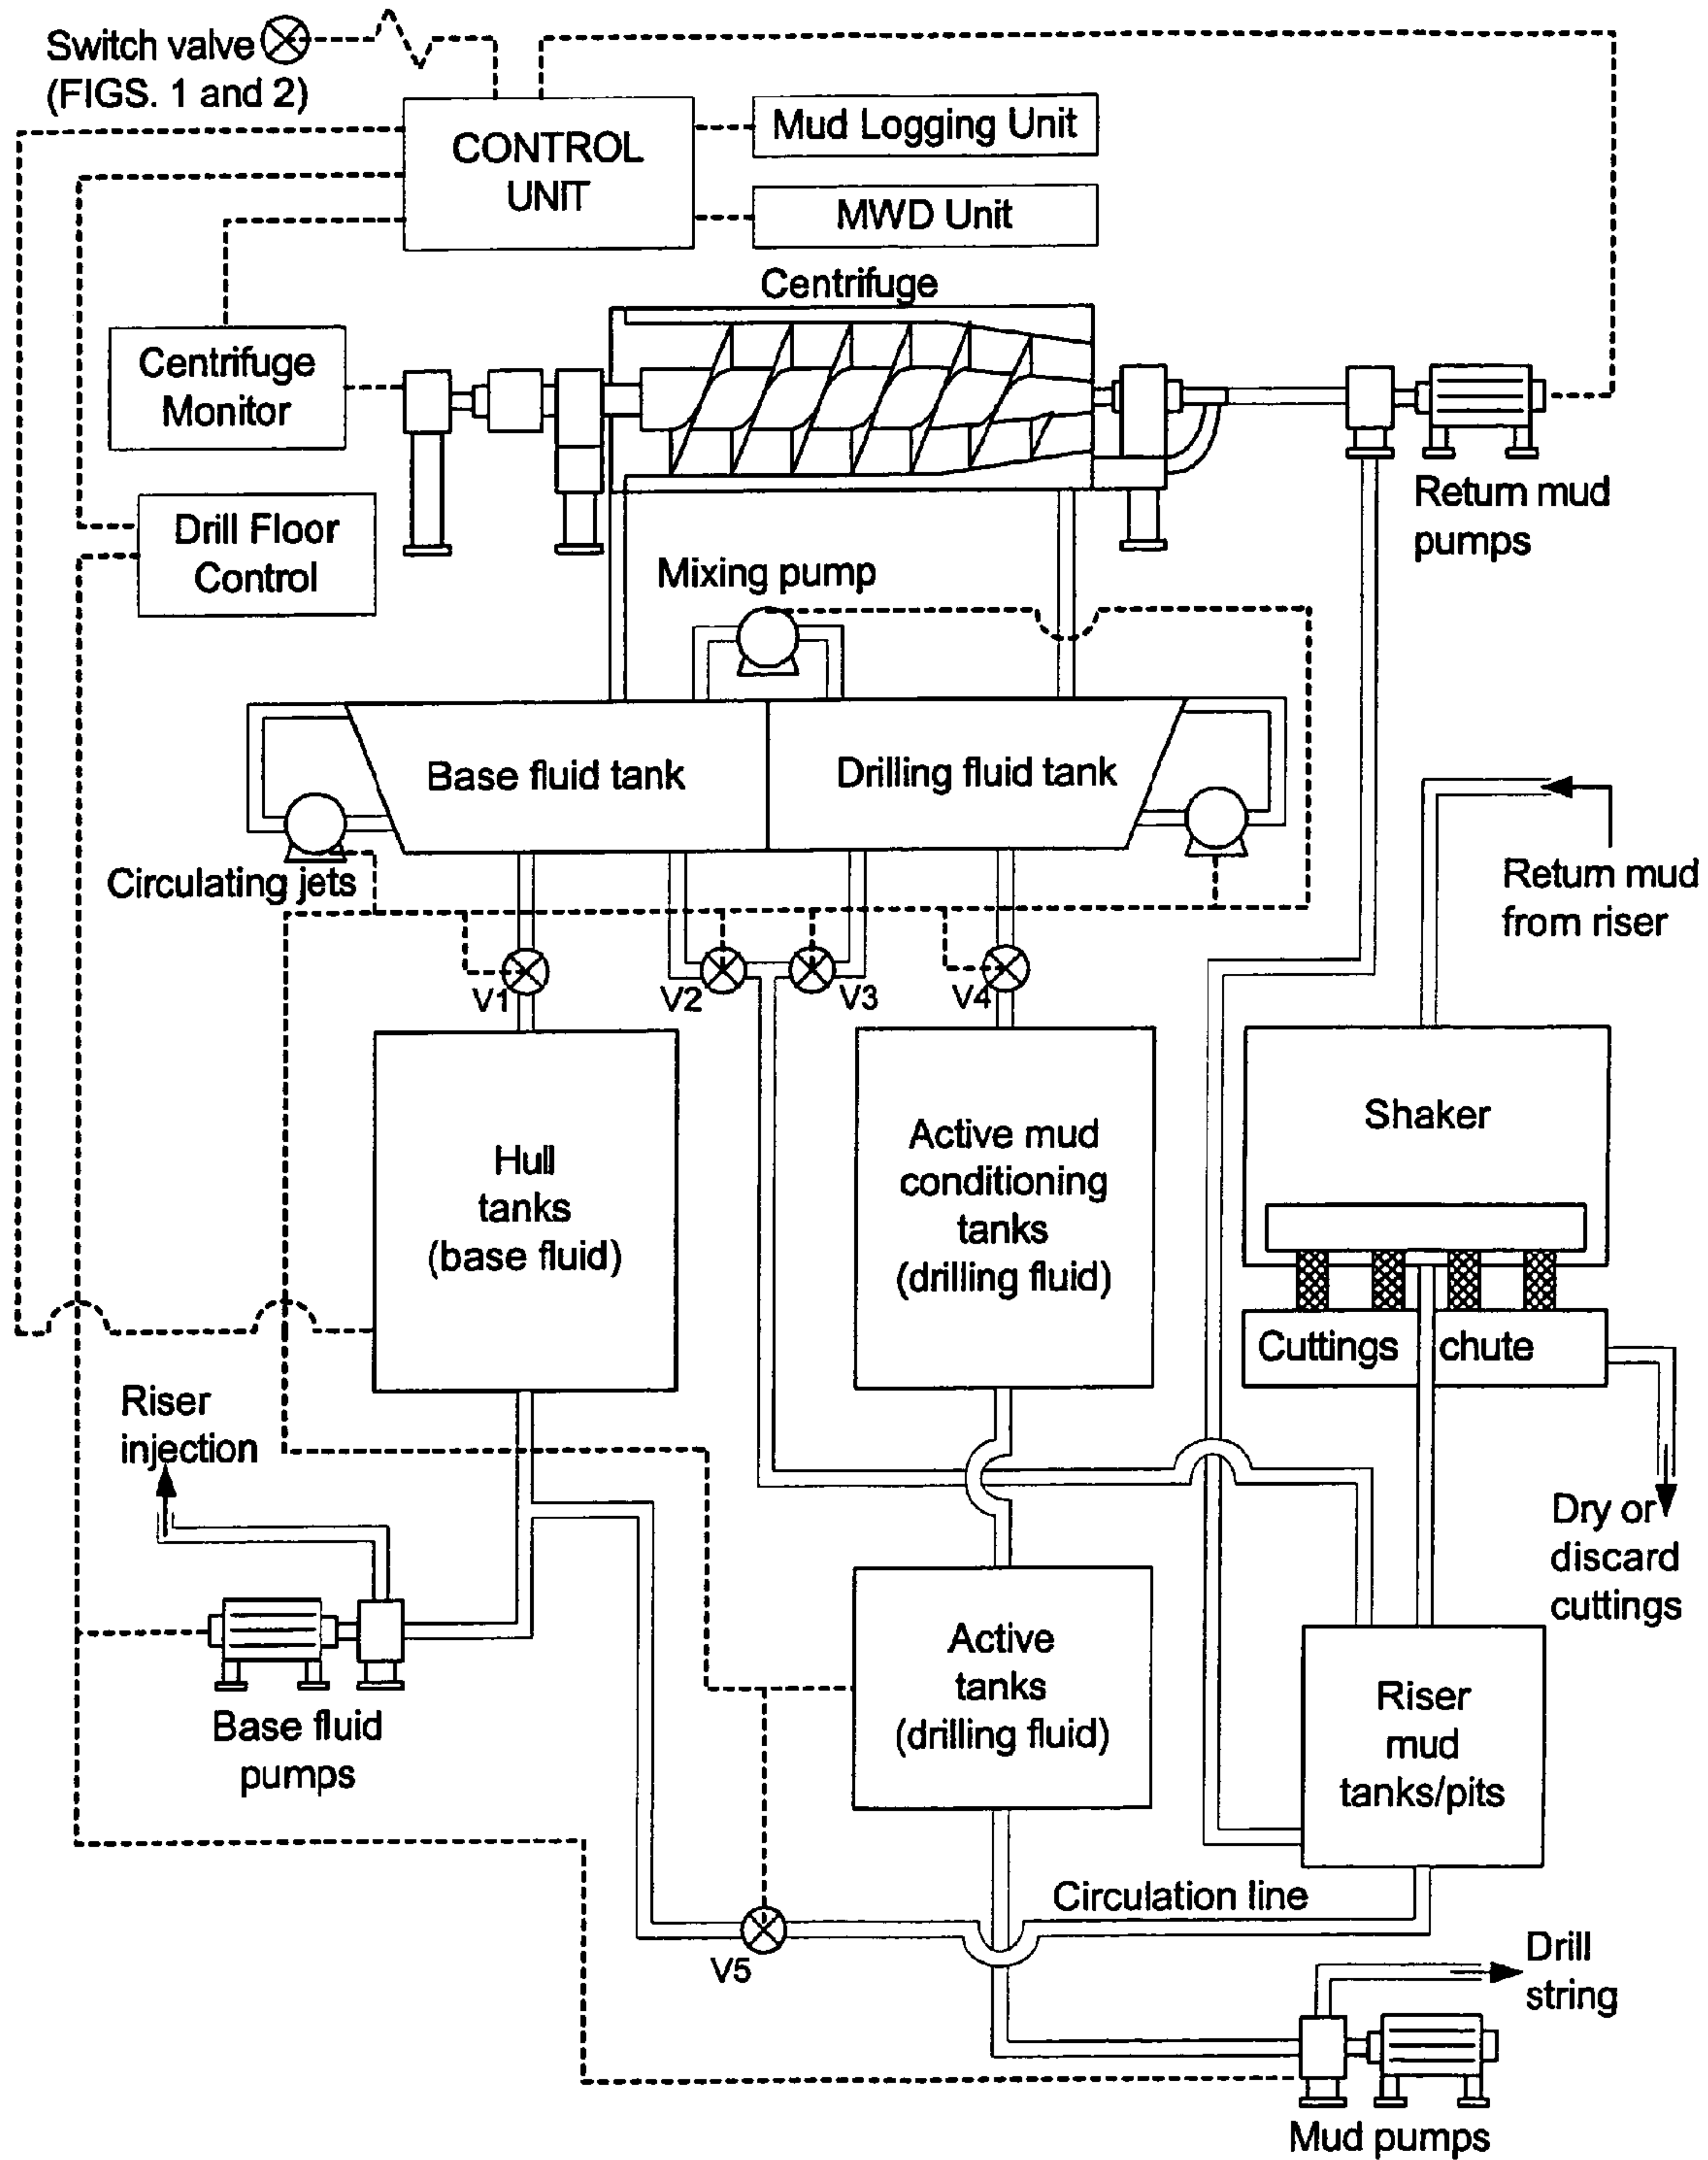 Switch valve
(FIGS. 1 and 2)
CONTROL
UNIT
Mud Logging Unit
MWD Unit
Centrifuge
Centrifuge
Monitor
Return mud
pumps
Drill Floor
Control
Mixing pump
Base fluid tank
Drilling fluid tank
Circulating jets
Return mud
from riser
V1
V2
V3
V4
Hull
tanks
(base fluid)
Active mud
conditioning
tanks
(drilling fluid)
Shaker
Cuttings chute
Riser
injection
Dry or
discard
cuttings
Base fluid
pumps
Active
tanks
(drilling fluid)
Riser
mud
tanks/pits
Circulation line
V5
Drill
string
Mud pumps